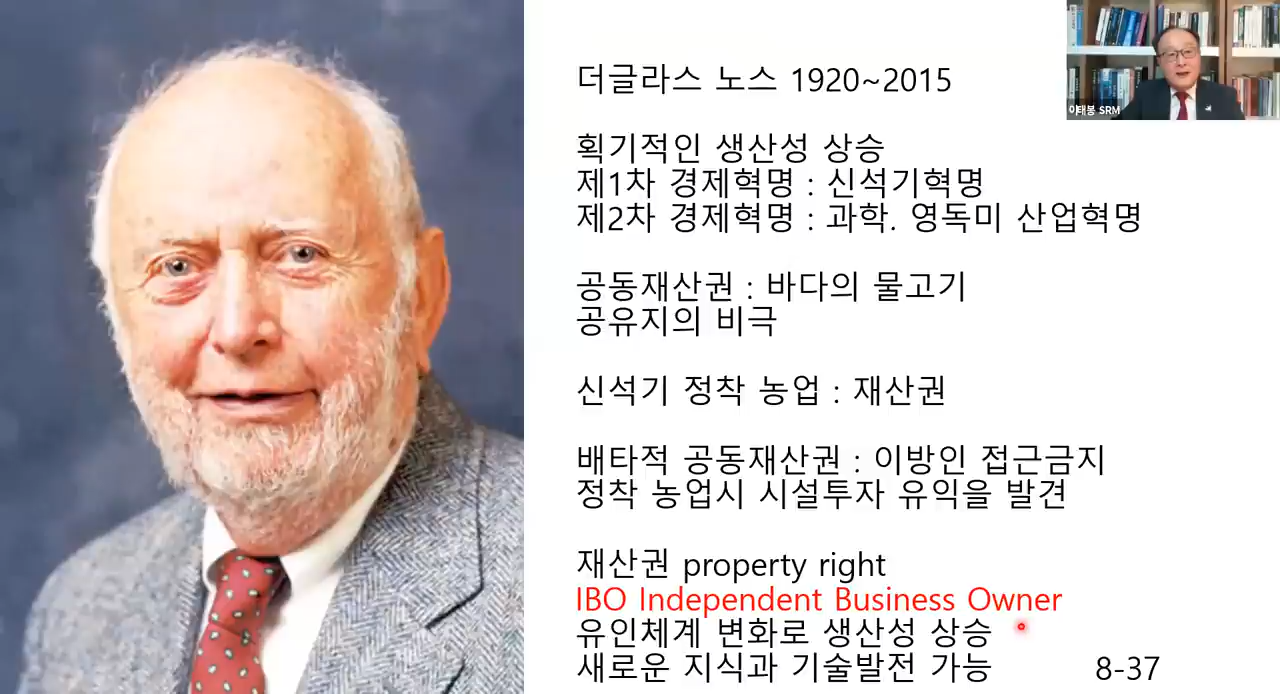 더글라스 노스 1920~2015
획기적인 생산성 상승
제1차 경제혁명 : 신석기혁명
제2차 경제혁명 : 과학. 영독미 산업혁명
공동재산권 : 바다의 물고기
공유지의 비극
신석기 정착 농업 : 재산권
배타적 공동재산권 : 이방인 접근금지
정착 농업시 시설투자 유익을 발견
재산권 property right
IBO Independent Business Owner
유인체계 변화로 생산성 상승
새로운 지식과 기술발전 가능
8-37
이태봉 SRM